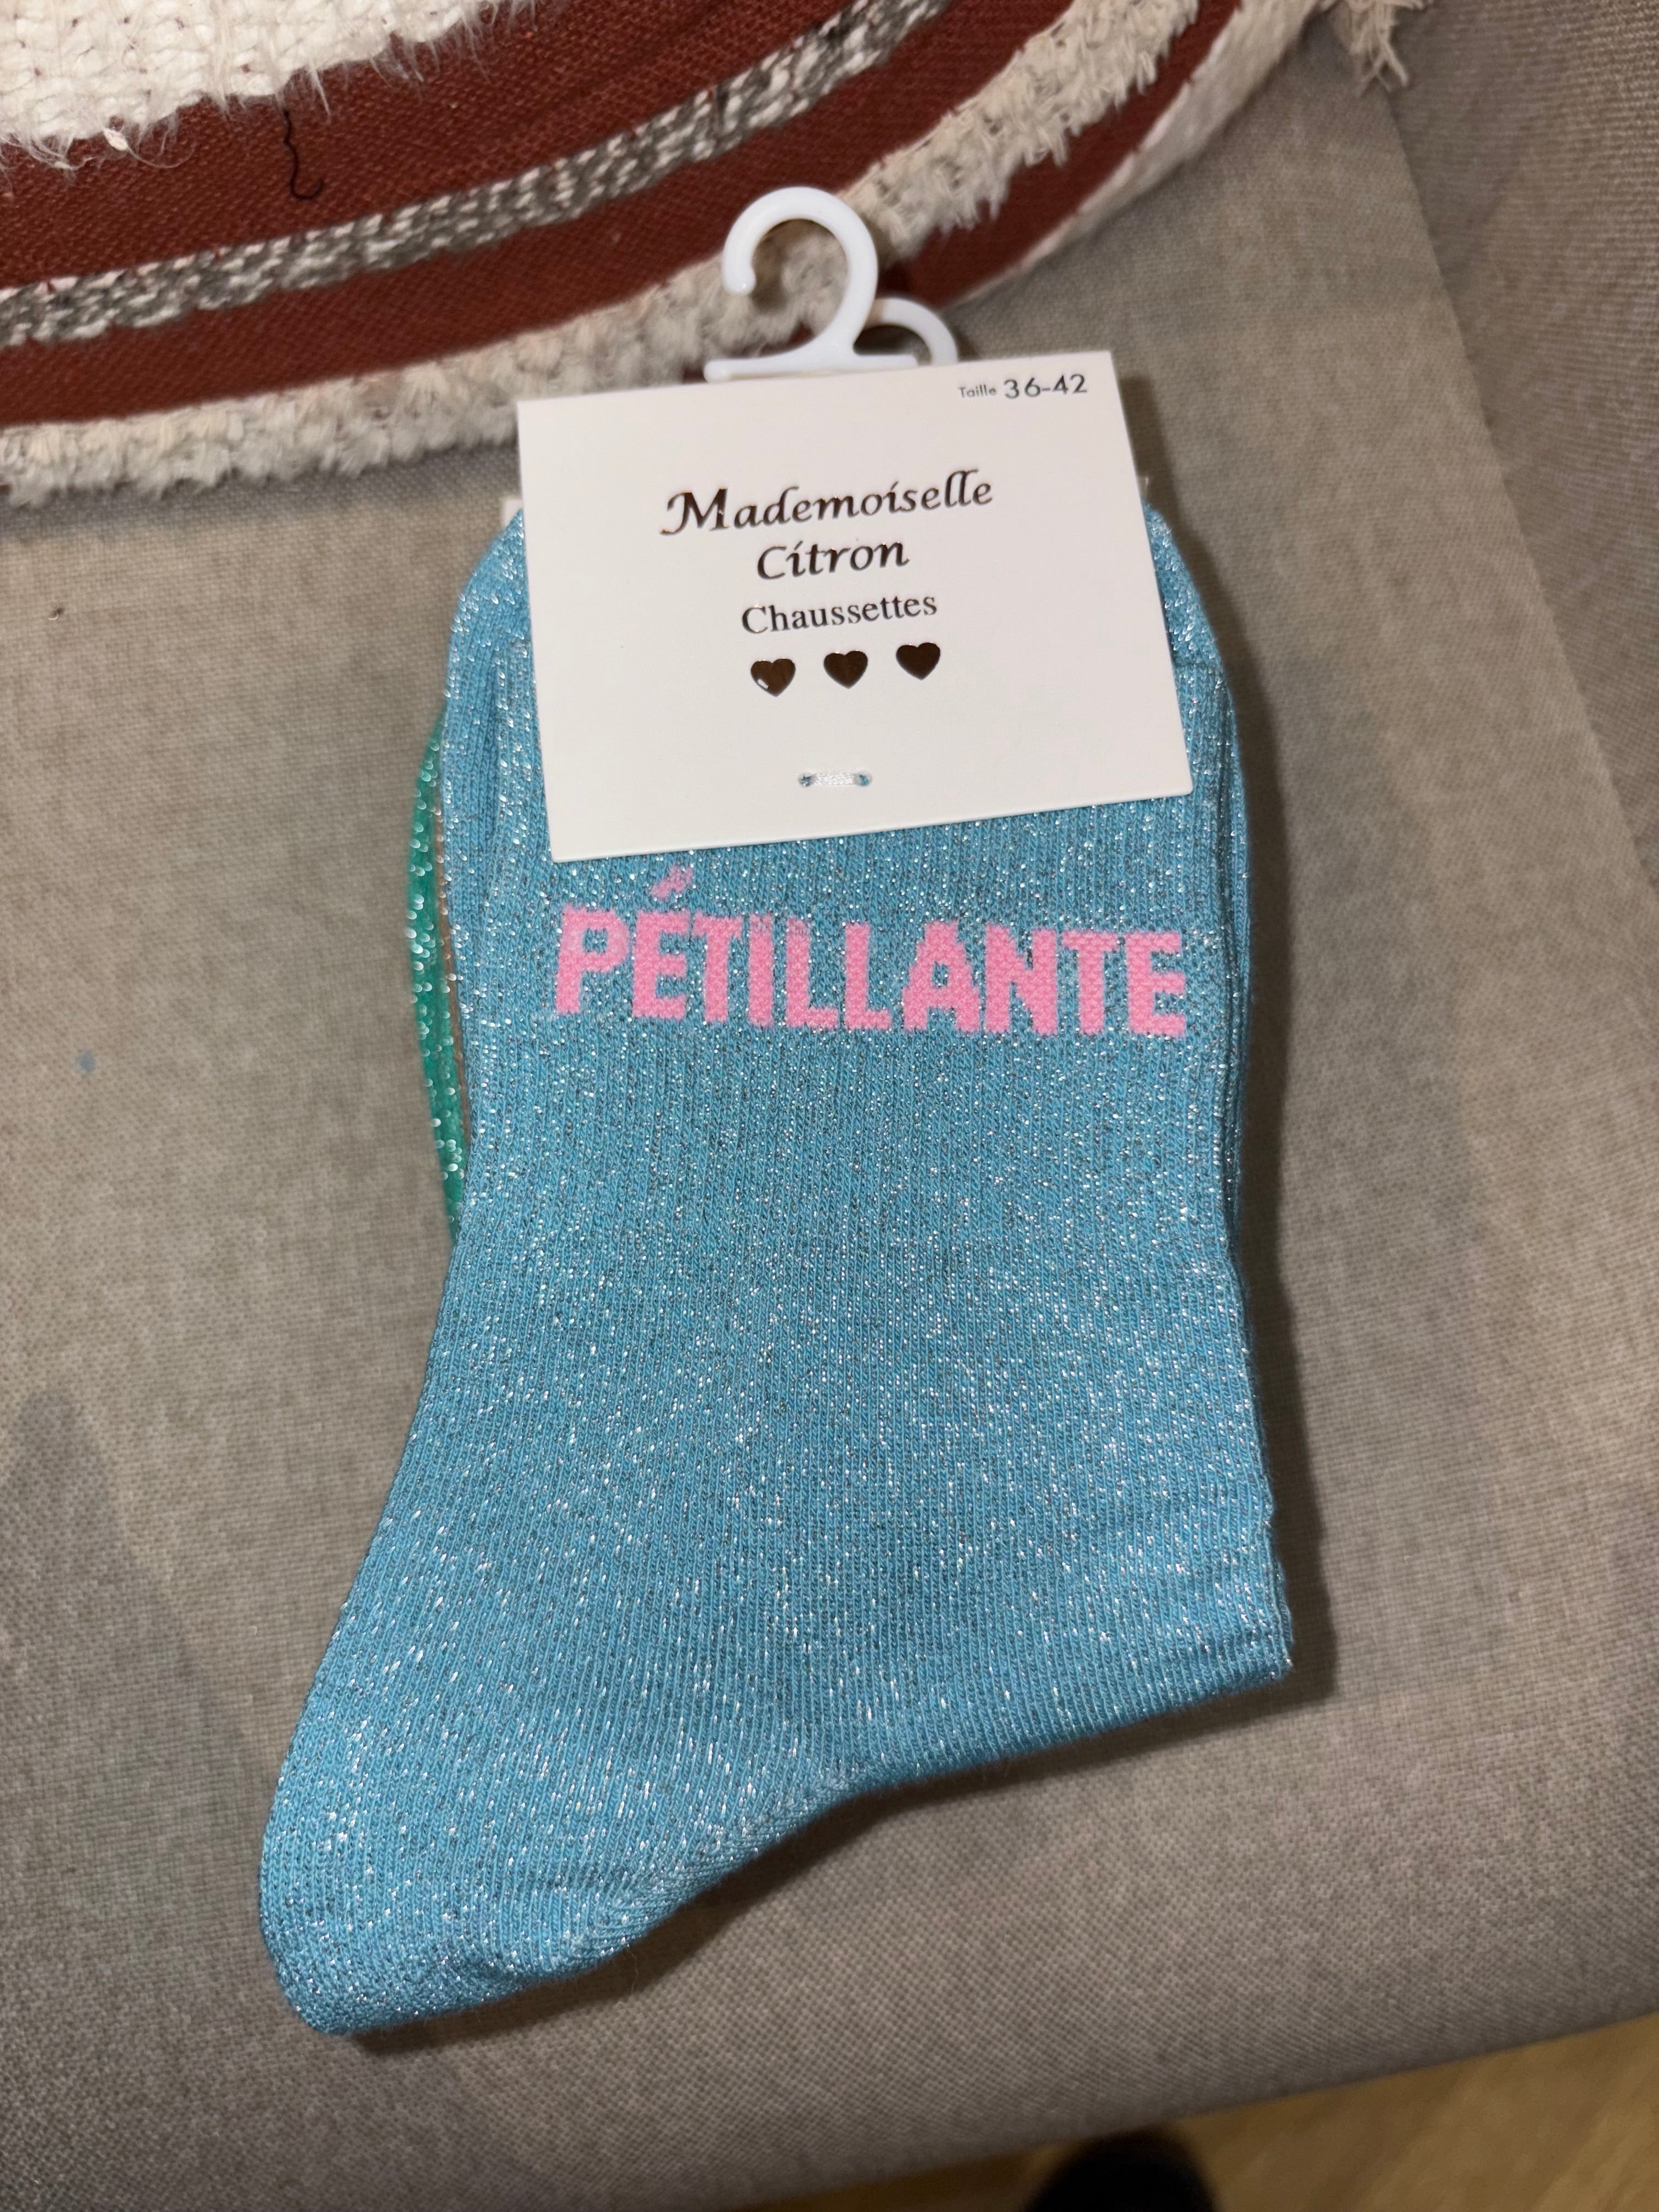 Taille 36-42
Mademoiselle
Citron
Chaussettes
PÉTILLANTE